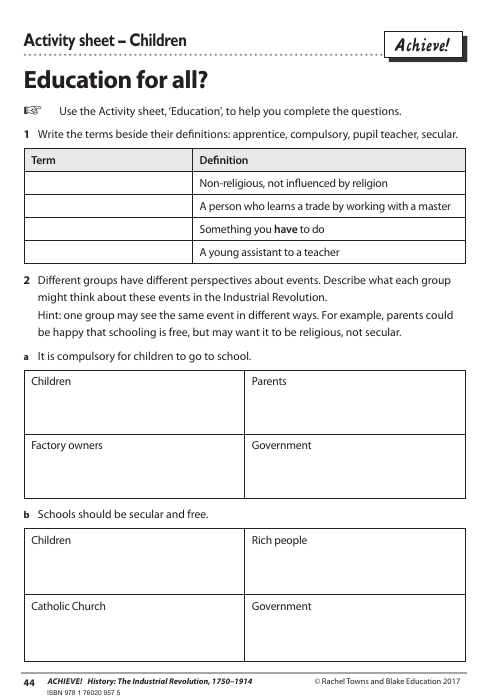 Activity sheet – Children
Achieve!
Education for all?
☞ Use the Activity sheet, 'Education', to help you complete the questions.
1 Write the terms beside their definitions: apprentice, compulsory, pupil teacher, secular.
Term Definition
Non-religious, not influenced by religion
A person who learns a trade by working with a master
Something you have to do
A young assistant to a teacher
2 Different groups have different perspectives about events. Describe what each group
might think about these events in the Industrial Revolution.
Hint: one group may see the same event in different ways. For example, parents could
be happy that schooling is free, but may want it to be religious, not secular.
a It is compulsory for children to go to school.
Children Parents
Factory owners Government
b Schools should be secular and free.
Children Rich people
Catholic Church Government
44 ACHIEVE! History: The Industrial Revolution, 1750–1914 © Rachel Towns and Blake Education 2017
ISBN 978 1 76020 957 5